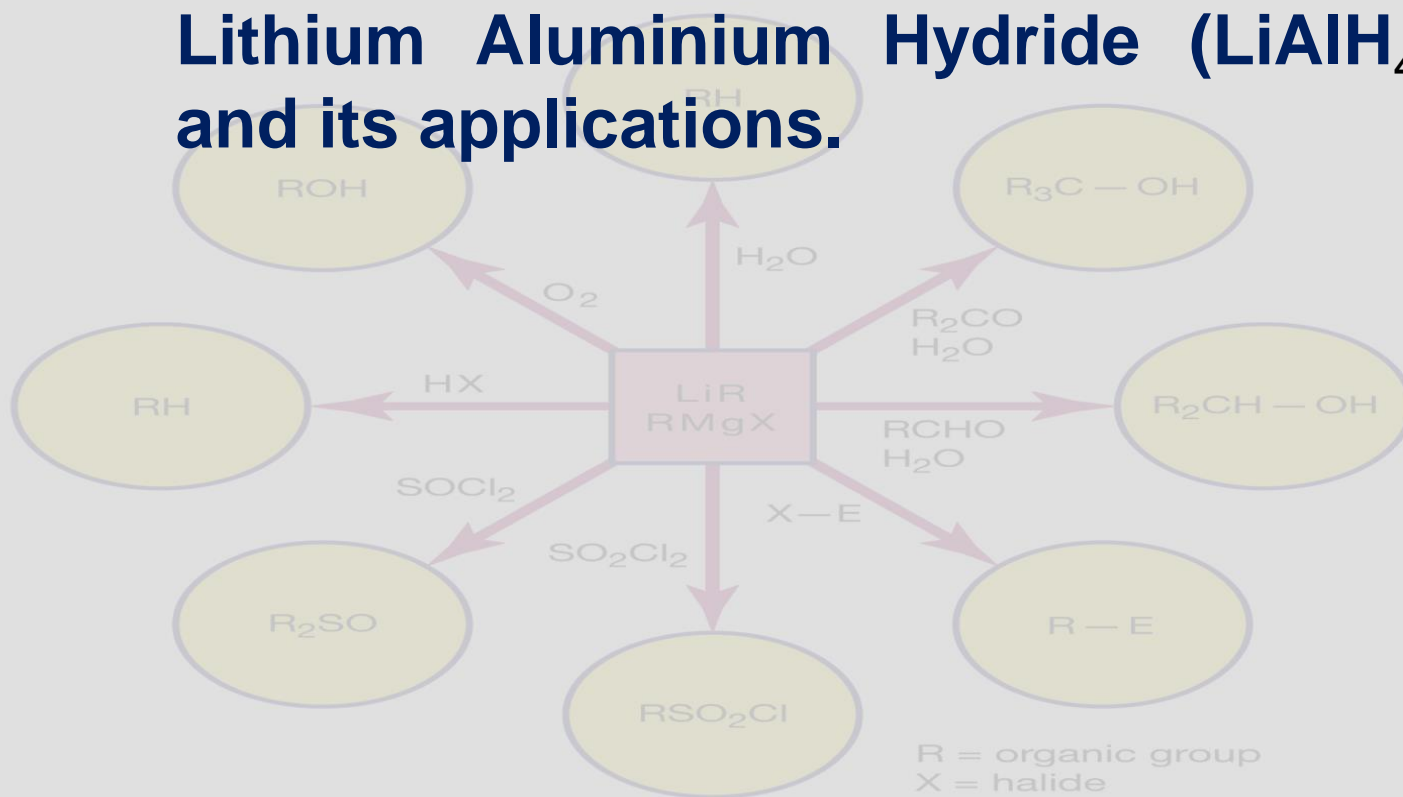 Lithium Aluminium Hydride (LiAlH₄
and its applications.
RH
ROH
R₃C — OH
H₂O
O₂
R₂CO
H₂O
HX
RH
LiR
RMgX
R₂CH — OH
RCHO
H₂O
SOCl₂
X — E
SO₂Cl₂
R₂SO
R — E
RSO₂Cl
R = organic group
X = halide